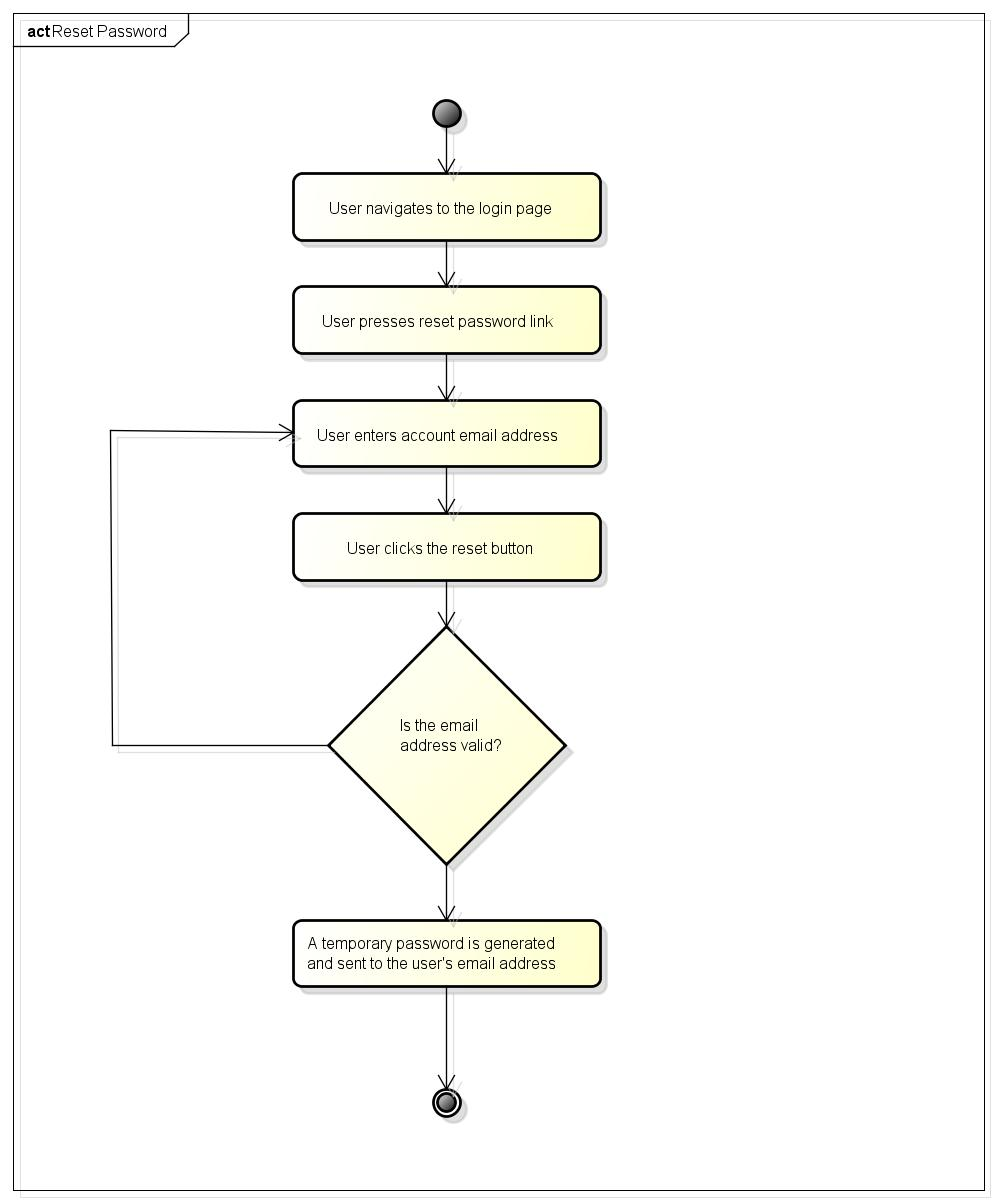 act Reset Password
User navigates to the login page
User presses reset password link
User enters account email address
User clicks the reset button
Is the email
address valid?
A temporary password is generated
and sent to the user's email address